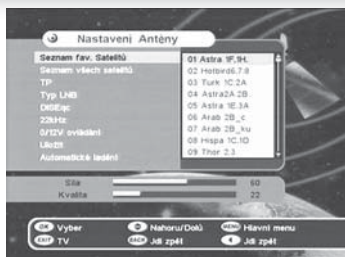 Nastavení Antény
Seznam fav. Satelitů
Seznam všech satelitů
TP
Typ LNB
DISEqc
22kHz
0/12V ovládání
Uložit
Automatické ladění
01 Astra 1F,1H.
02 Hotbird6.7.8
03 Turk 1C.2A
04 Astra2A 2B.
05 Astra 1E.3A
06 Arab 2B_c
07 Arab 2B_ku
08 Hispa 1C.1D
09 Thor 2.3
Síla 60
Kvalita 22
OK Vyber
Nahoru/Dolů
MENU Hlavní menu
EXIT TV
BACK Jdi zpět
Jdi zpět